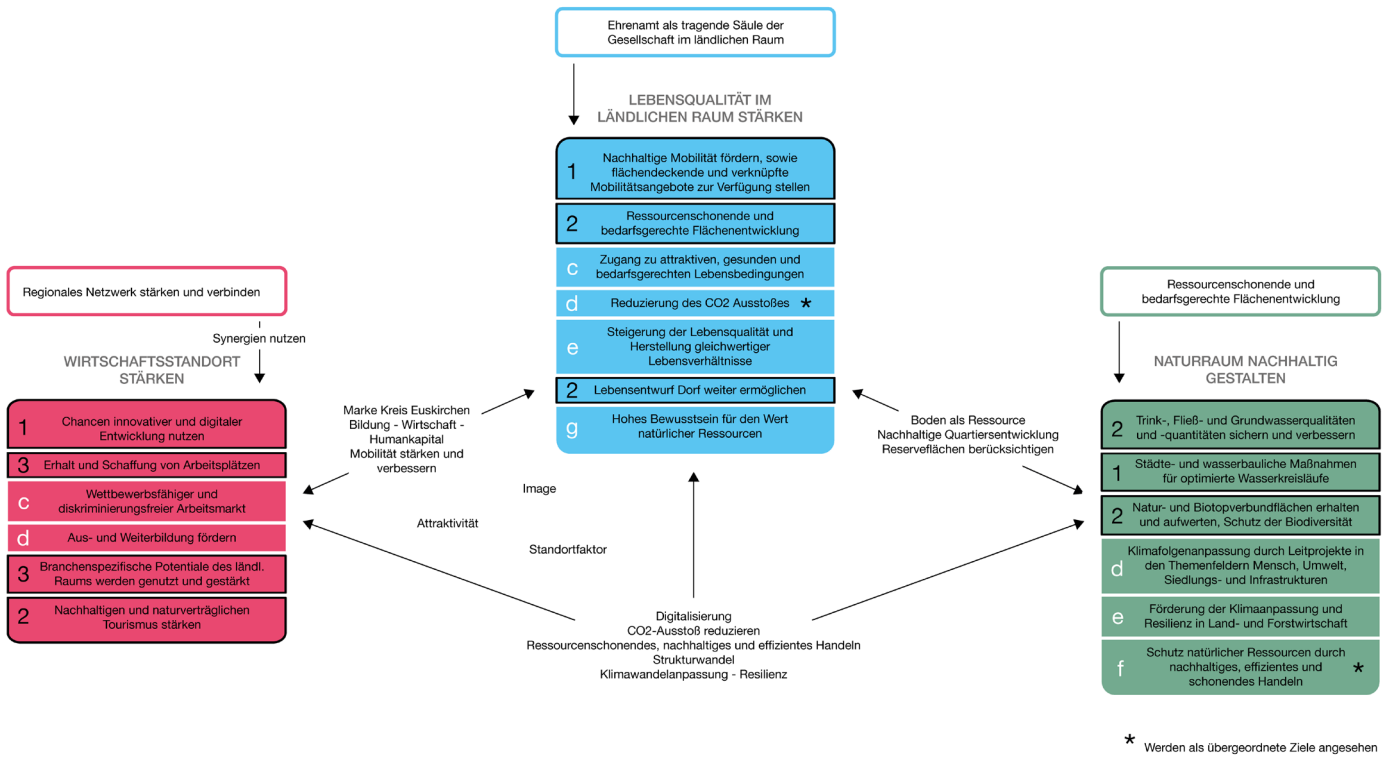 Ehrenamt als tragende Säule der
Gesellschaft im ländlichen Raum
LEBENSQUALITÄT IM
LÄNDLICHEN RAUM STÄRKEN
1
Nachhaltige Mobilität fördern, sowie
flächendeckende und verknüpfte
Mobilitätsangebote zur Verfügung stellen
2
Ressourcenschonende und
bedarfsgerechte Flächenentwicklung
c
Zugang zu attraktiven, gesunden und
bedarfsgerechten Lebensbedingungen
d
Reduzierung des CO2 Ausstoßes *
e
Steigerung der Lebensqualität und
Herstellung gleichwertiger
Lebensverhältnisse
2
Lebensentwurf Dorf weiter ermöglichen
g
Hohes Bewusstsein für den Wert
natürlicher Ressourcen
Regionales Netzwerk stärken und verbinden
Synergien nutzen
WIRTSCHAFTSSTANDORT
STÄRKEN
1
Chancen innovativer und digitaler
Entwicklung nutzen
3
Erhalt und Schaffung von Arbeitsplätzen
c
Wettbewerbsfähiger und
diskriminierungsfreier Arbeitsmarkt
d
Aus- und Weiterbildung fördern
3
Branchenspezifische Potentiale des ländl.
Raums werden genutzt und gestärkt
2
Nachhaltigen und naturverträglichen
Tourismus stärken
Marke Kreis Euskirchen
Bildung - Wirtschaft -
Humankapital
Mobilität stärken und
verbessern
Image
Attraktivität
Standortfaktor
Digitalisierung
CO2-Ausstoß reduzieren
Ressourcenschonendes, nachhaltiges und effizientes Handeln
Strukturwandel
Klimawandelanpassung - Resilienz
Boden als Ressource
Nachhaltige Quartiersentwicklung
Reserveflächen berücksichtigen
Ressourcenschonende und
bedarfsgerechte Flächenentwicklung
NATURRAUM NACHHALTIG
GESTALTEN
2
Trink-, Fließ- und Grundwasserqualitäten
und -quantitäten sichern und verbessern
1
Städte- und wasserbauliche Maßnahmen
für optimierte Wasserkreisläufe
2
Natur- und Biotopverbundflächen erhalten
und aufwerten, Schutz der Biodiversität
d
Klimafolgenanpassung durch Leitprojekte in
den Themenfeldern Mensch, Umwelt,
Siedlungs- und Infrastrukturen
e
Förderung der Klimaanpassung und
Resilienz in Land- und Forstwirtschaft
f
Schutz natürlicher Ressourcen durch
nachhaltiges, effizientes und *
schonendes Handeln
* Werden als übergeordnete Ziele angesehen